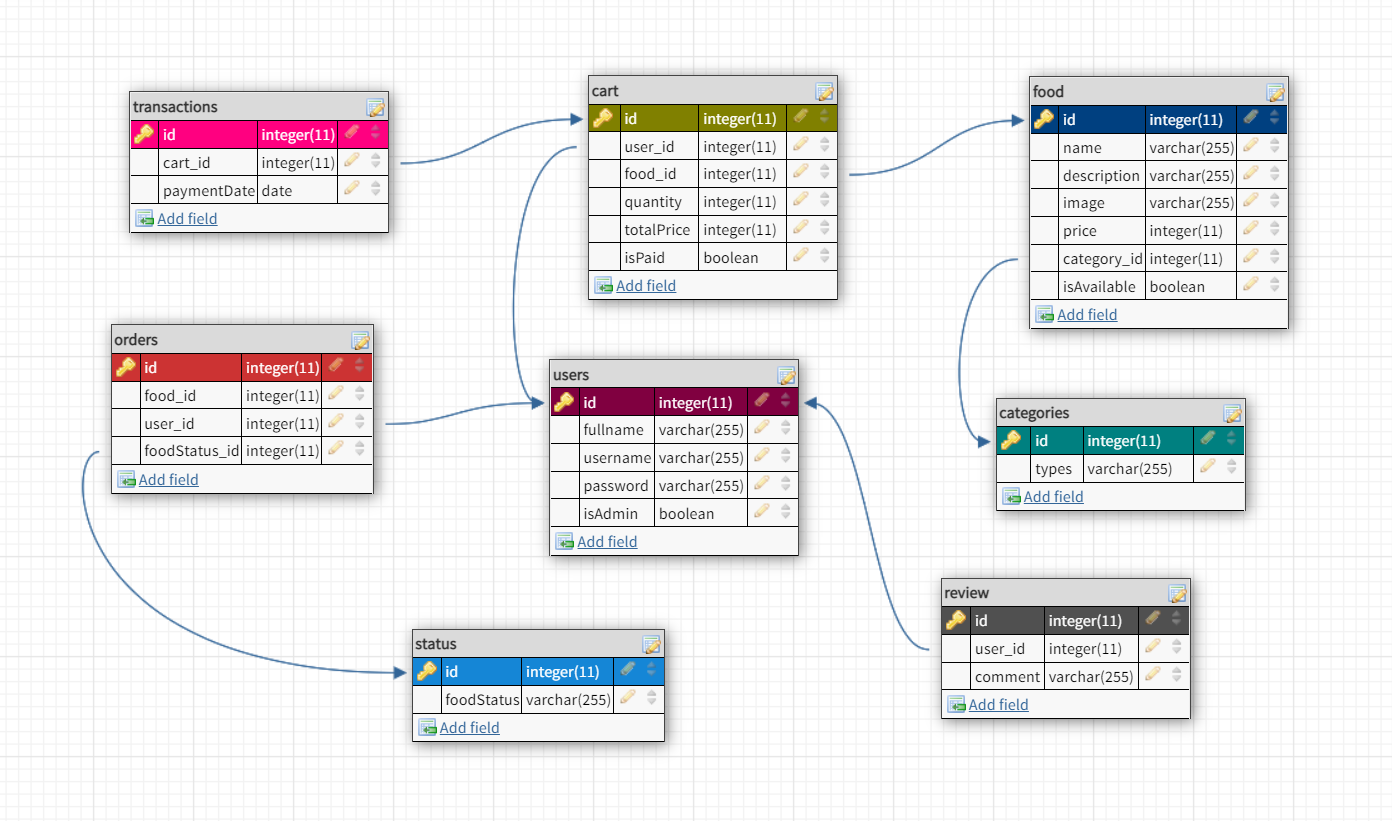 transactions
id integer(11)
cart_id integer(11)
paymentDate date
Add field
cart
id integer(11)
user_id integer(11)
food_id integer(11)
quantity integer(11)
totalPrice integer(11)
isPaid boolean
Add field
food
id integer(11)
name varchar(255)
description varchar(255)
image varchar(255)
price integer(11)
category_id integer(11)
isAvailable boolean
Add field
orders
id integer(11)
food_id integer(11)
user_id integer(11)
foodStatus_id integer(11)
Add field
users
id integer(11)
fullname varchar(255)
username varchar(255)
password varchar(255)
isAdmin boolean
Add field
categories
id integer(11)
types varchar(255)
Add field
status
id integer(11)
foodStatus varchar(255)
Add field
review
id integer(11)
user_id integer(11)
comment varchar(255)
Add field